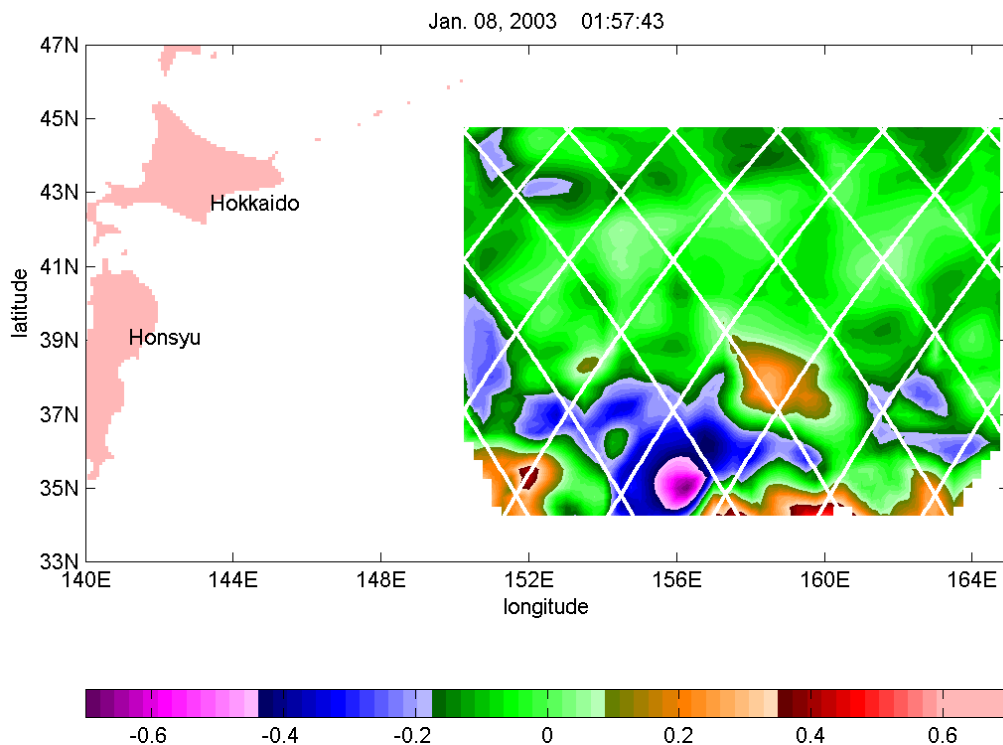 Jan. 08, 2003 01:57:43
47N
45N
43N
41N
39N
37N
35N
33N
latitude
Hokkaido
Honsyu
140E 144E 148E 152E 156E 160E 164E
longitude
-0.6 -0.4 -0.2 0 0.2 0.4 0.6